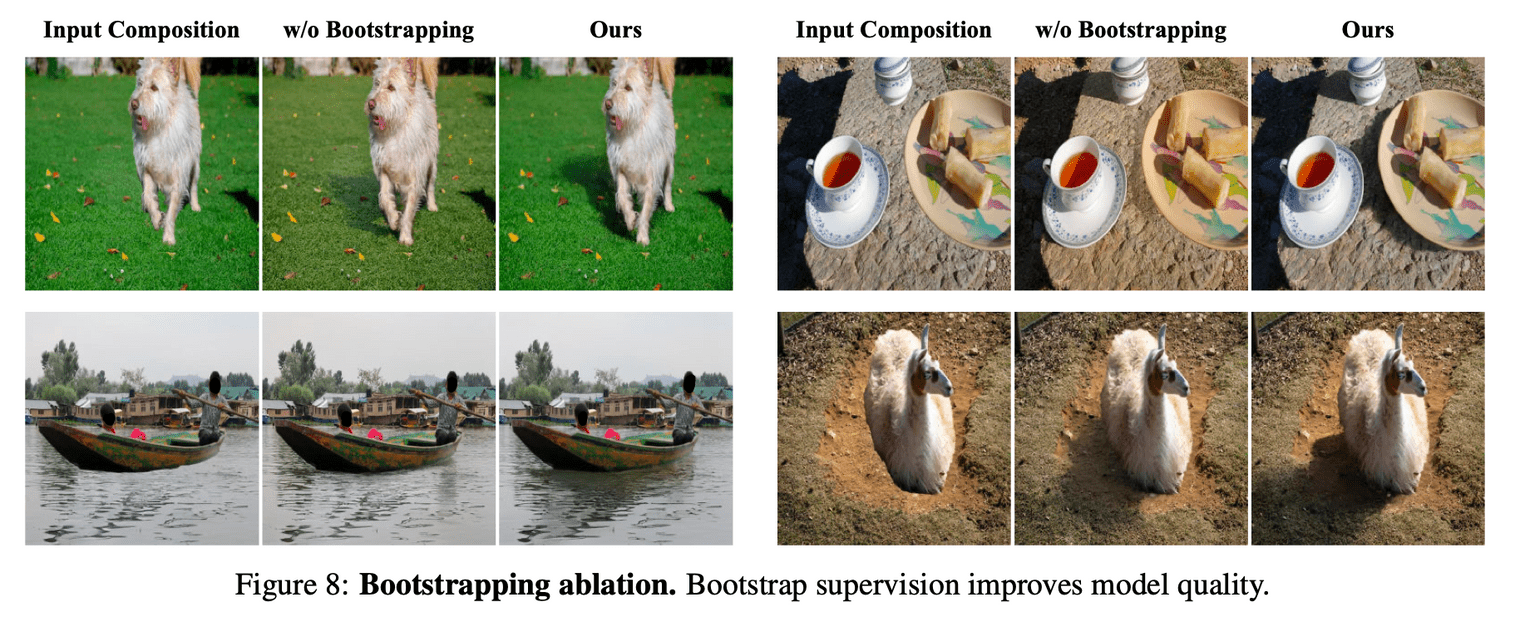 Input Composition w/o Bootstrapping Ours Input Composition w/o Bootstrapping Ours
Figure 8: Bootstrapping ablation. Bootstrap supervision improves model quality.